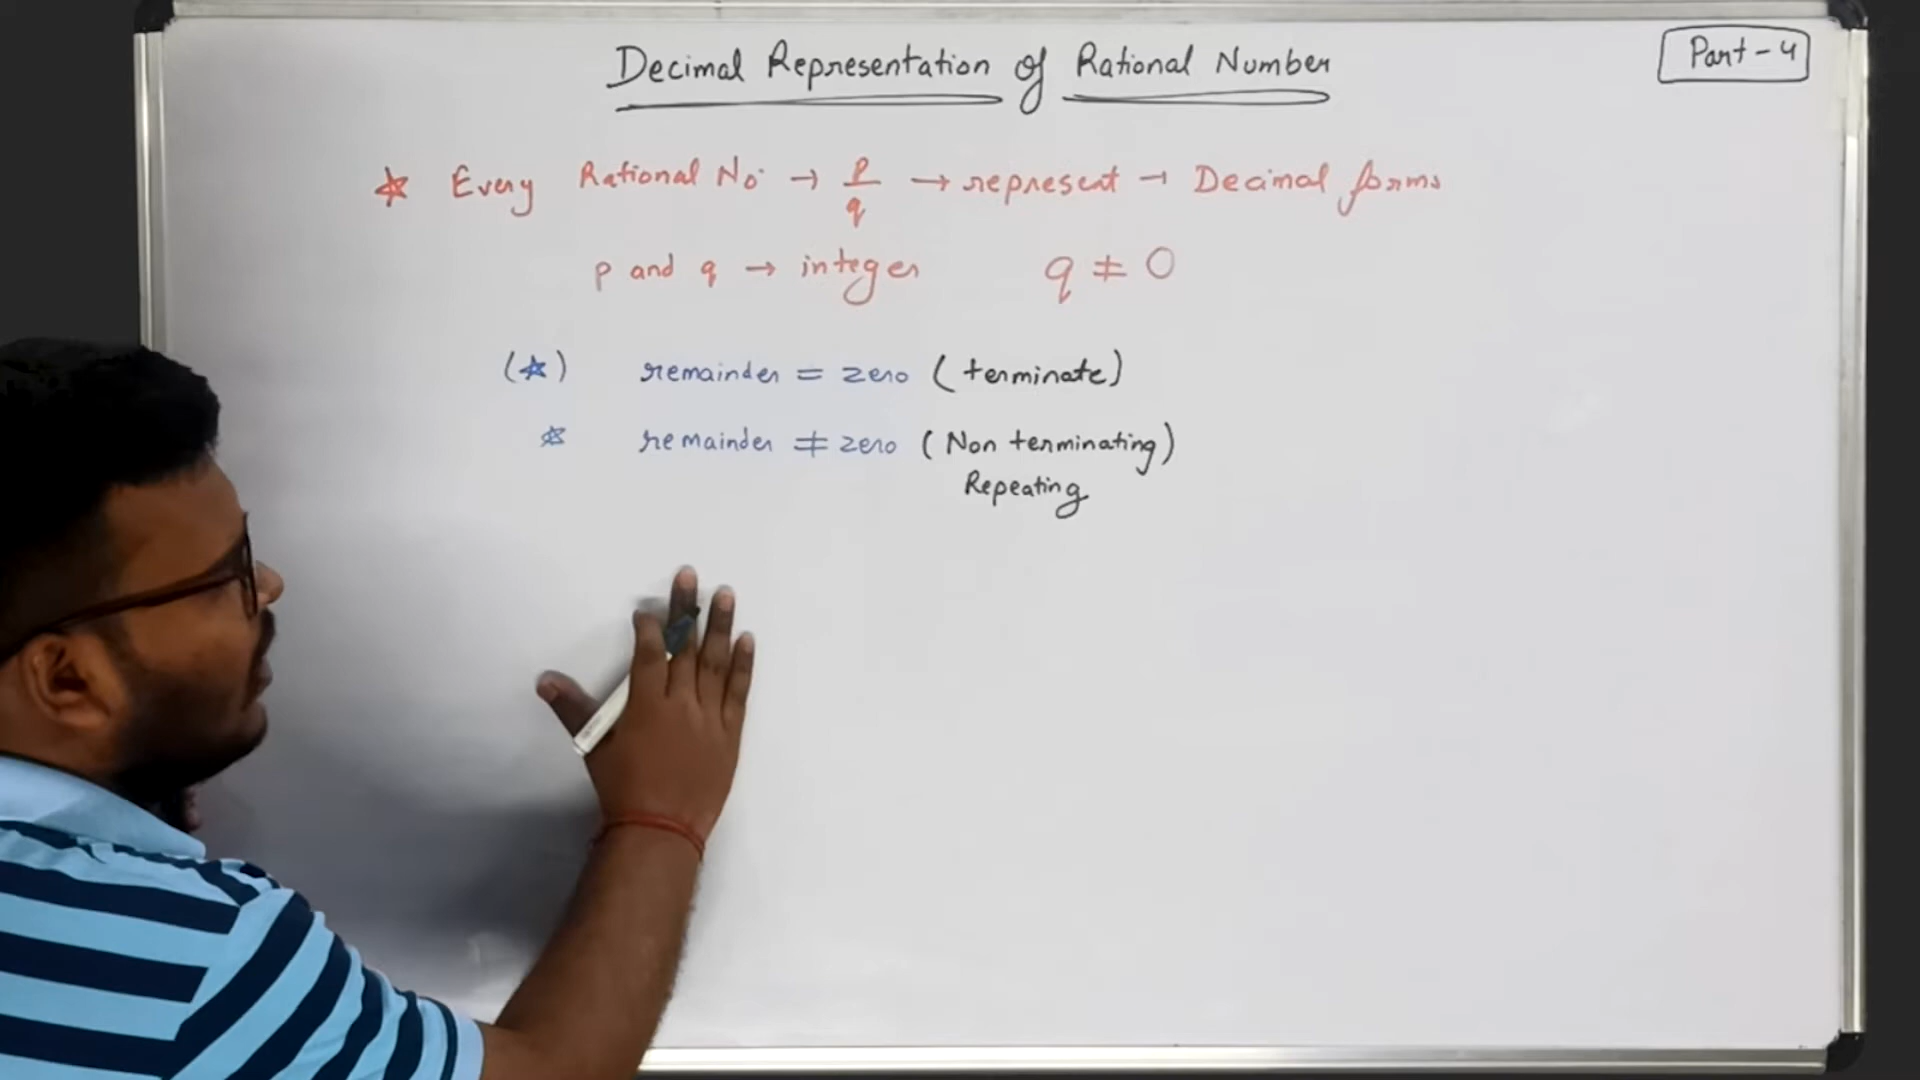 Decimal Representation of Rational Number
Part-4
☆ Every Rational No. → p/q → represent → Decimal forms
p and q → integer q ≠ 0
(☆) remainder = zero (terminate)
☆ remainder ≠ zero (Non terminating)
Repeating